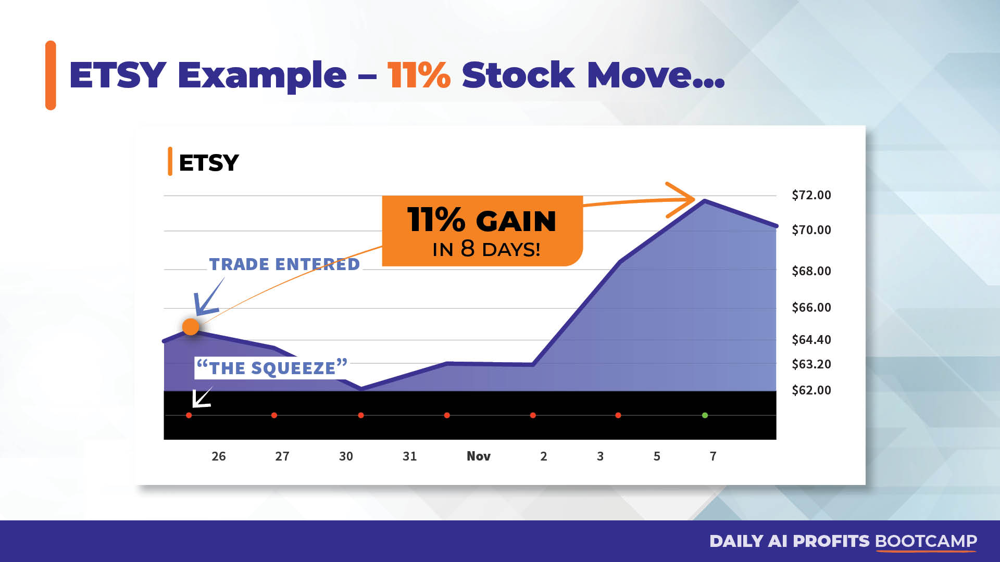 ETSY Example – 11% Stock Move...
ETSY
11% GAIN
IN 8 DAYS!
TRADE ENTERED
“THE SQUEEZE”
$72.00
$70.00
$68.00
$66.00
$64.40
$63.20
$62.00
26 27 30 31 Nov 2 3 5 7
DAILY AI PROFITS BOOTCAMP